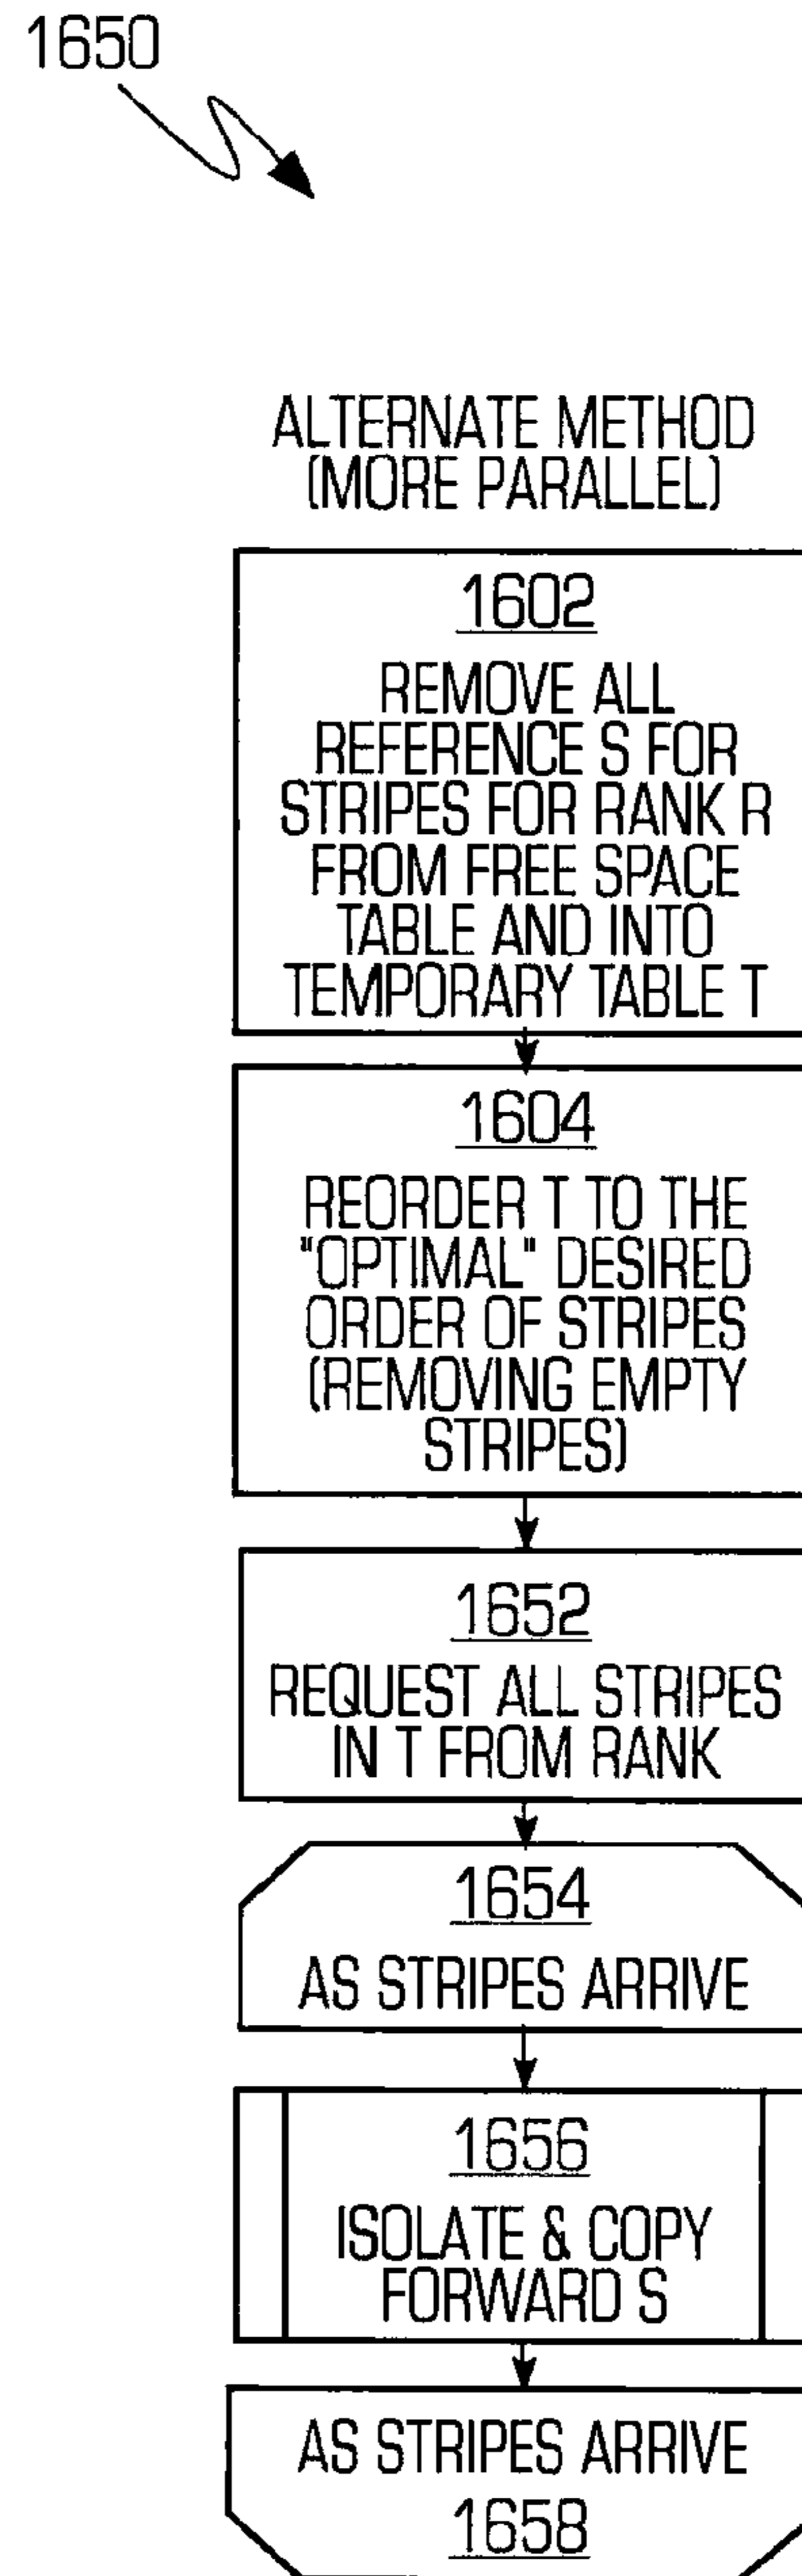 1650
ALTERNATE METHOD
(MORE PARALLEL)
1602
REMOVE ALL
REFERENCE S FOR
STRIPES FOR RANK R
FROM FREE SPACE
TABLE AND INTO
TEMPORARY TABLE T
1604
REORDER T TO THE
"OPTIMAL" DESIRED
ORDER OF STRIPES
(REMOVING EMPTY
STRIPES)
1652
REQUEST ALL STRIPES
IN T FROM RANK
1654
AS STRIPES ARRIVE
1656
ISOLATE & COPY
FORWARD S
AS STRIPES ARRIVE
1658